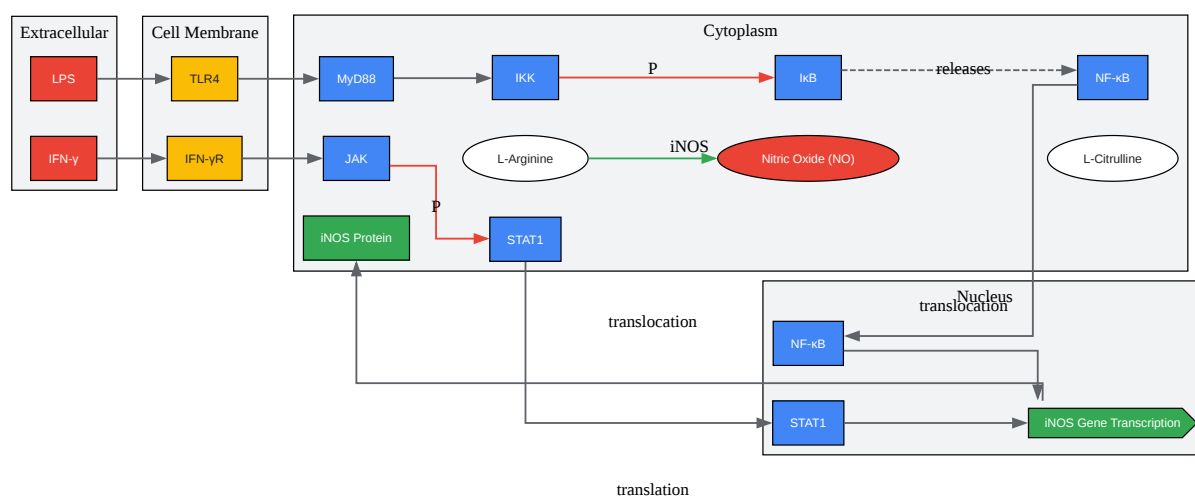 Extracellular
Cell Membrane
Cytoplasm
LPS
TLR4
MyD88
IKK
P
IκB
releases
NF-κB
IFN-γ
IFN-γR
JAK
L-Arginine
iNOS
Nitric Oxide (NO)
L-Citrulline
P
iNOS Protein
STAT1
Nucleus
translocation
translocation
NF-κB
STAT1
iNOS Gene Transcription
translation